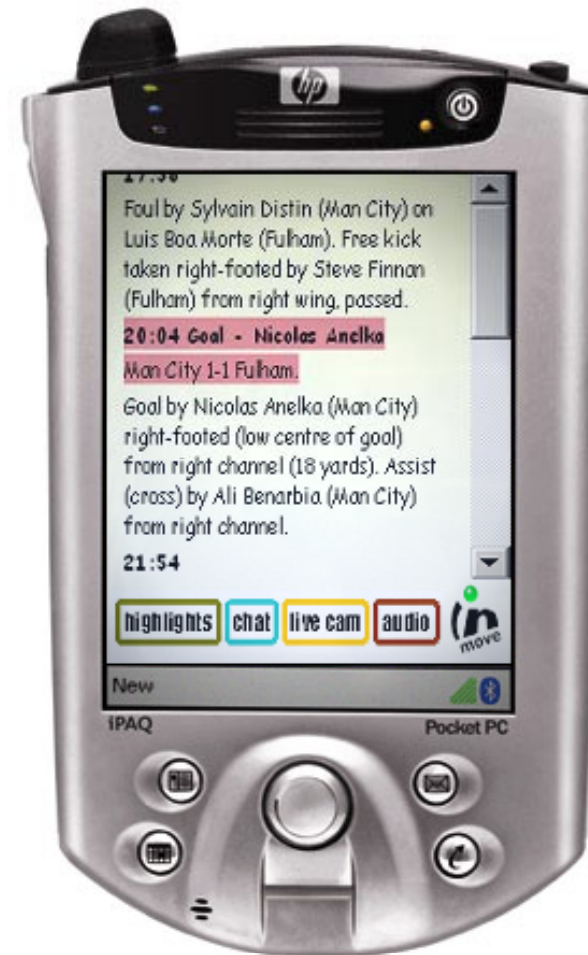 hp
Foul by Sylvain Distin (Man City) on
Luis Boa Morte (Fulham). Free kick
taken right-footed by Steve Finnan
(Fulham) from right wing, passed.
20:04 Goal - Nicolas Anelka
Man City 1-1 Fulham.
Goal by Nicolas Anelka (Man City)
right-footed (low centre of goal)
from right channel (18 yards). Assist
(cross) by Ali Benarbia (Man City)
from right channel.
21:54
highlights chat live cam audio in
move
New
iPAQ Pocket PC